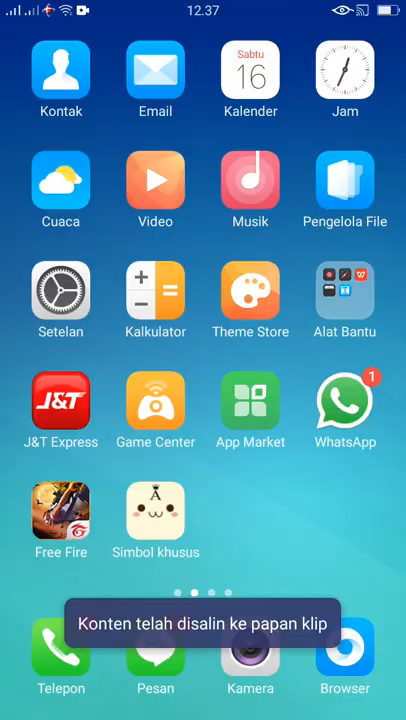 12.37
Sabtu
16
Kontak
Email
Kalender
Jam
Cuaca
Video
Musik
Pengelola File
Setelan
Kalkulator
Theme Store
Alat Bantu
J&T
1
J&T Express
Game Center
App Market
WhatsApp
Free Fire
Simbol khusus
Konten telah disalin ke papan klip
Telepon
Pesan
Kamera
Browser